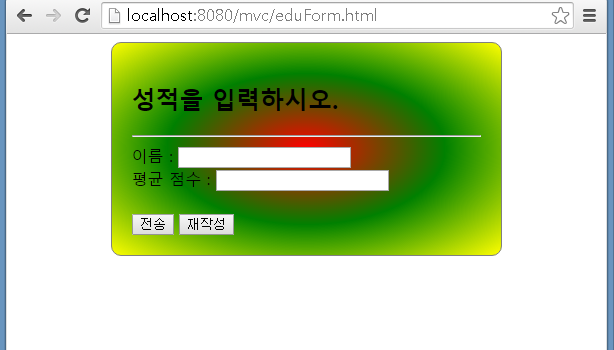 localhost:8080/mvc/eduForm.html
성적을 입력하시오.
이름 :
평균 점수 :
전송 재작성